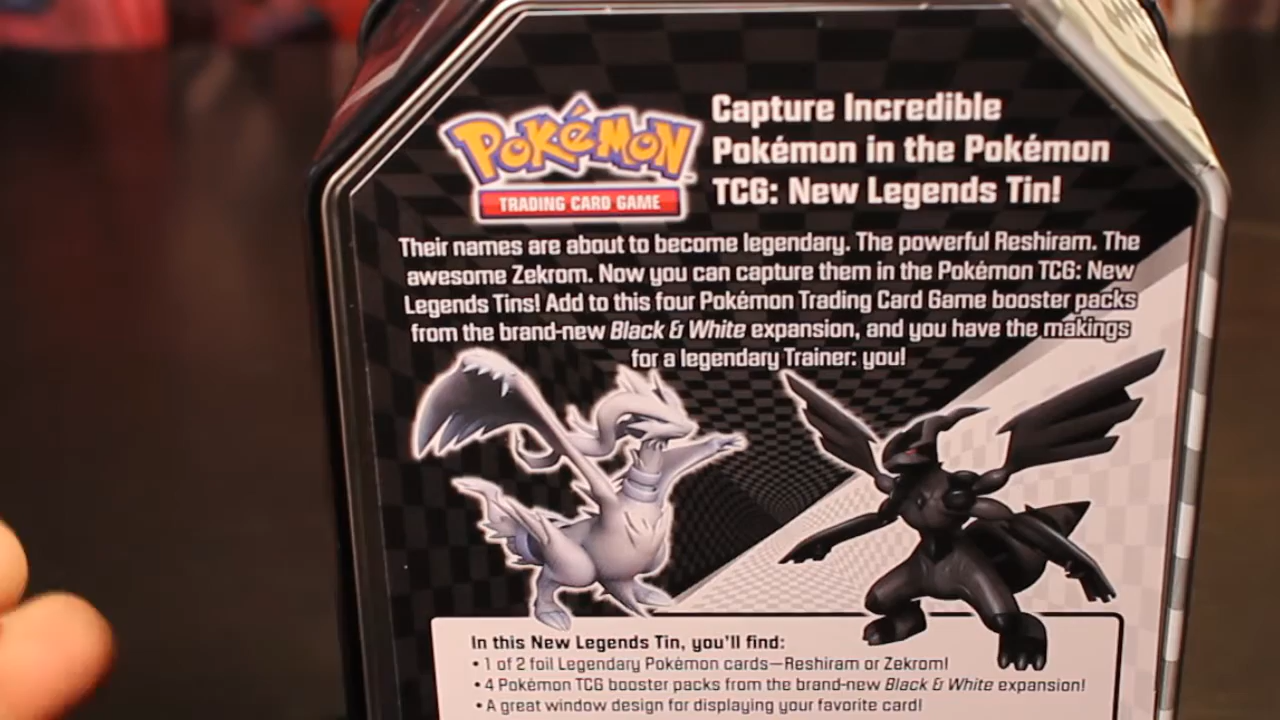 POKéMON
TRADING CARD GAME
Capture Incredible
Pokémon in the Pokémon
TCG: New Legends Tin!
Their names are about to become legendary. The powerful Reshiram. The
awesome Zekrom. Now you can capture them in the Pokémon TCG: New
Legends Tins! Add to this four Pokémon Trading Card Game booster packs
from the brand-new Black & White expansion, and you have the makings
for a legendary Trainer: you!
In this New Legends Tin, you'll find:
• 1 of 2 foil Legendary Pokémon cards—Reshiram or Zekrom!
• 4 Pokémon TCG booster packs from the brand-new Black & White expansion!
• A great window design for displaying your favorite card!